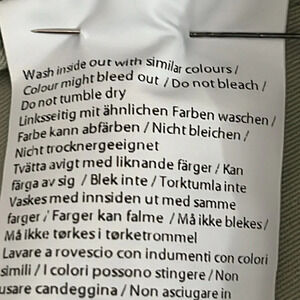 Wash inside out with similar colours /
Colour might bleed out / Do not bleach /
Do not tumble dry
Linksseitig mit ähnlichen Farben waschen /
Farbe kann abfärben / Nicht bleichen /
Nicht trocknergeeignet
Tvätta avigt med liknande färger / Kan
färga av sig / Blek inte / Torktumla inte
Vaskes med innsiden ut med samme
farger / Farger kan falme / Må ikke blekes /
Må ikke tørkes i tørketrommel
Lavare a rovescio con indumenti con colori
simili / I colori possono stingere / Non
usare candeggina / Non asciugare in